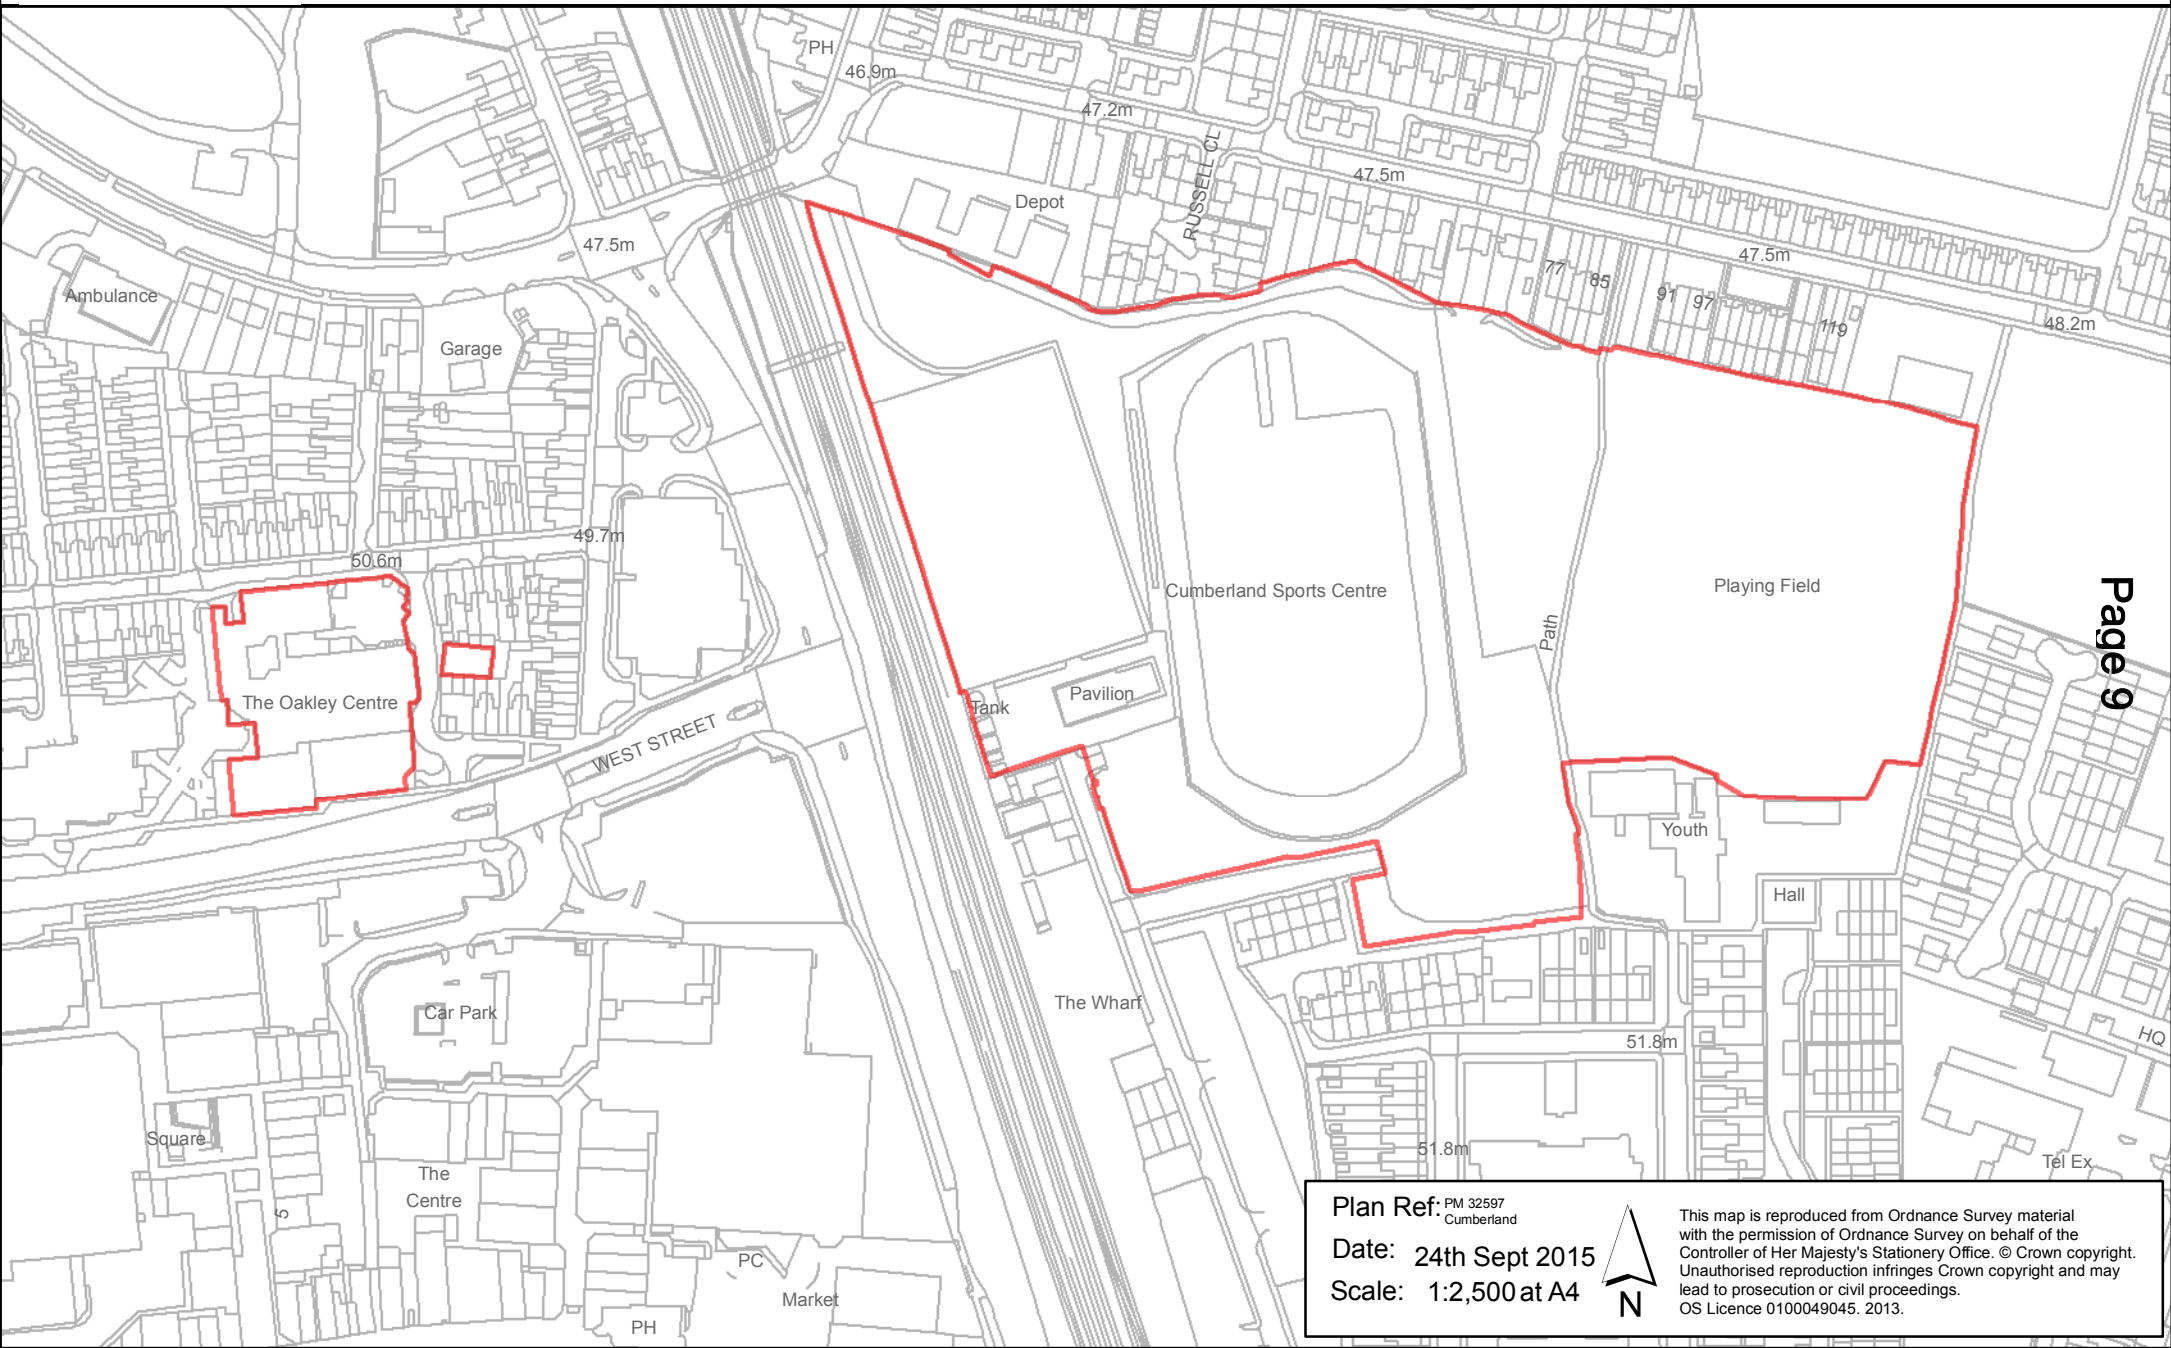 PH
46.9m
47.2m
RUSSELL CL
47.5m
Depot
47.5m
47.5m
77
85
91
97
119
48.2m
Ambulance
Garage
49.7m
50.6m
Cumberland Sports Centre
Playing Field
Path
Page 9
The Oakley Centre
Tank
Pavilion
WEST STREET
Youth
Hall
The Wharf
Car Park
HQ
51.8m
51.8m
Square
The
Centre
5
Tel Ex
PC
Market
PH
Plan Ref: PM 32597
Cumberland
Date: 24th Sept 2015
Scale: 1:2,500 at A4
N
This map is reproduced from Ordnance Survey material
with the permission of Ordnance Survey on behalf of the
Controller of Her Majesty's Stationery Office. © Crown copyright.
Unauthorised reproduction infringes Crown copyright and may
lead to prosecution or civil proceedings.
OS Licence 0100049045. 2013.